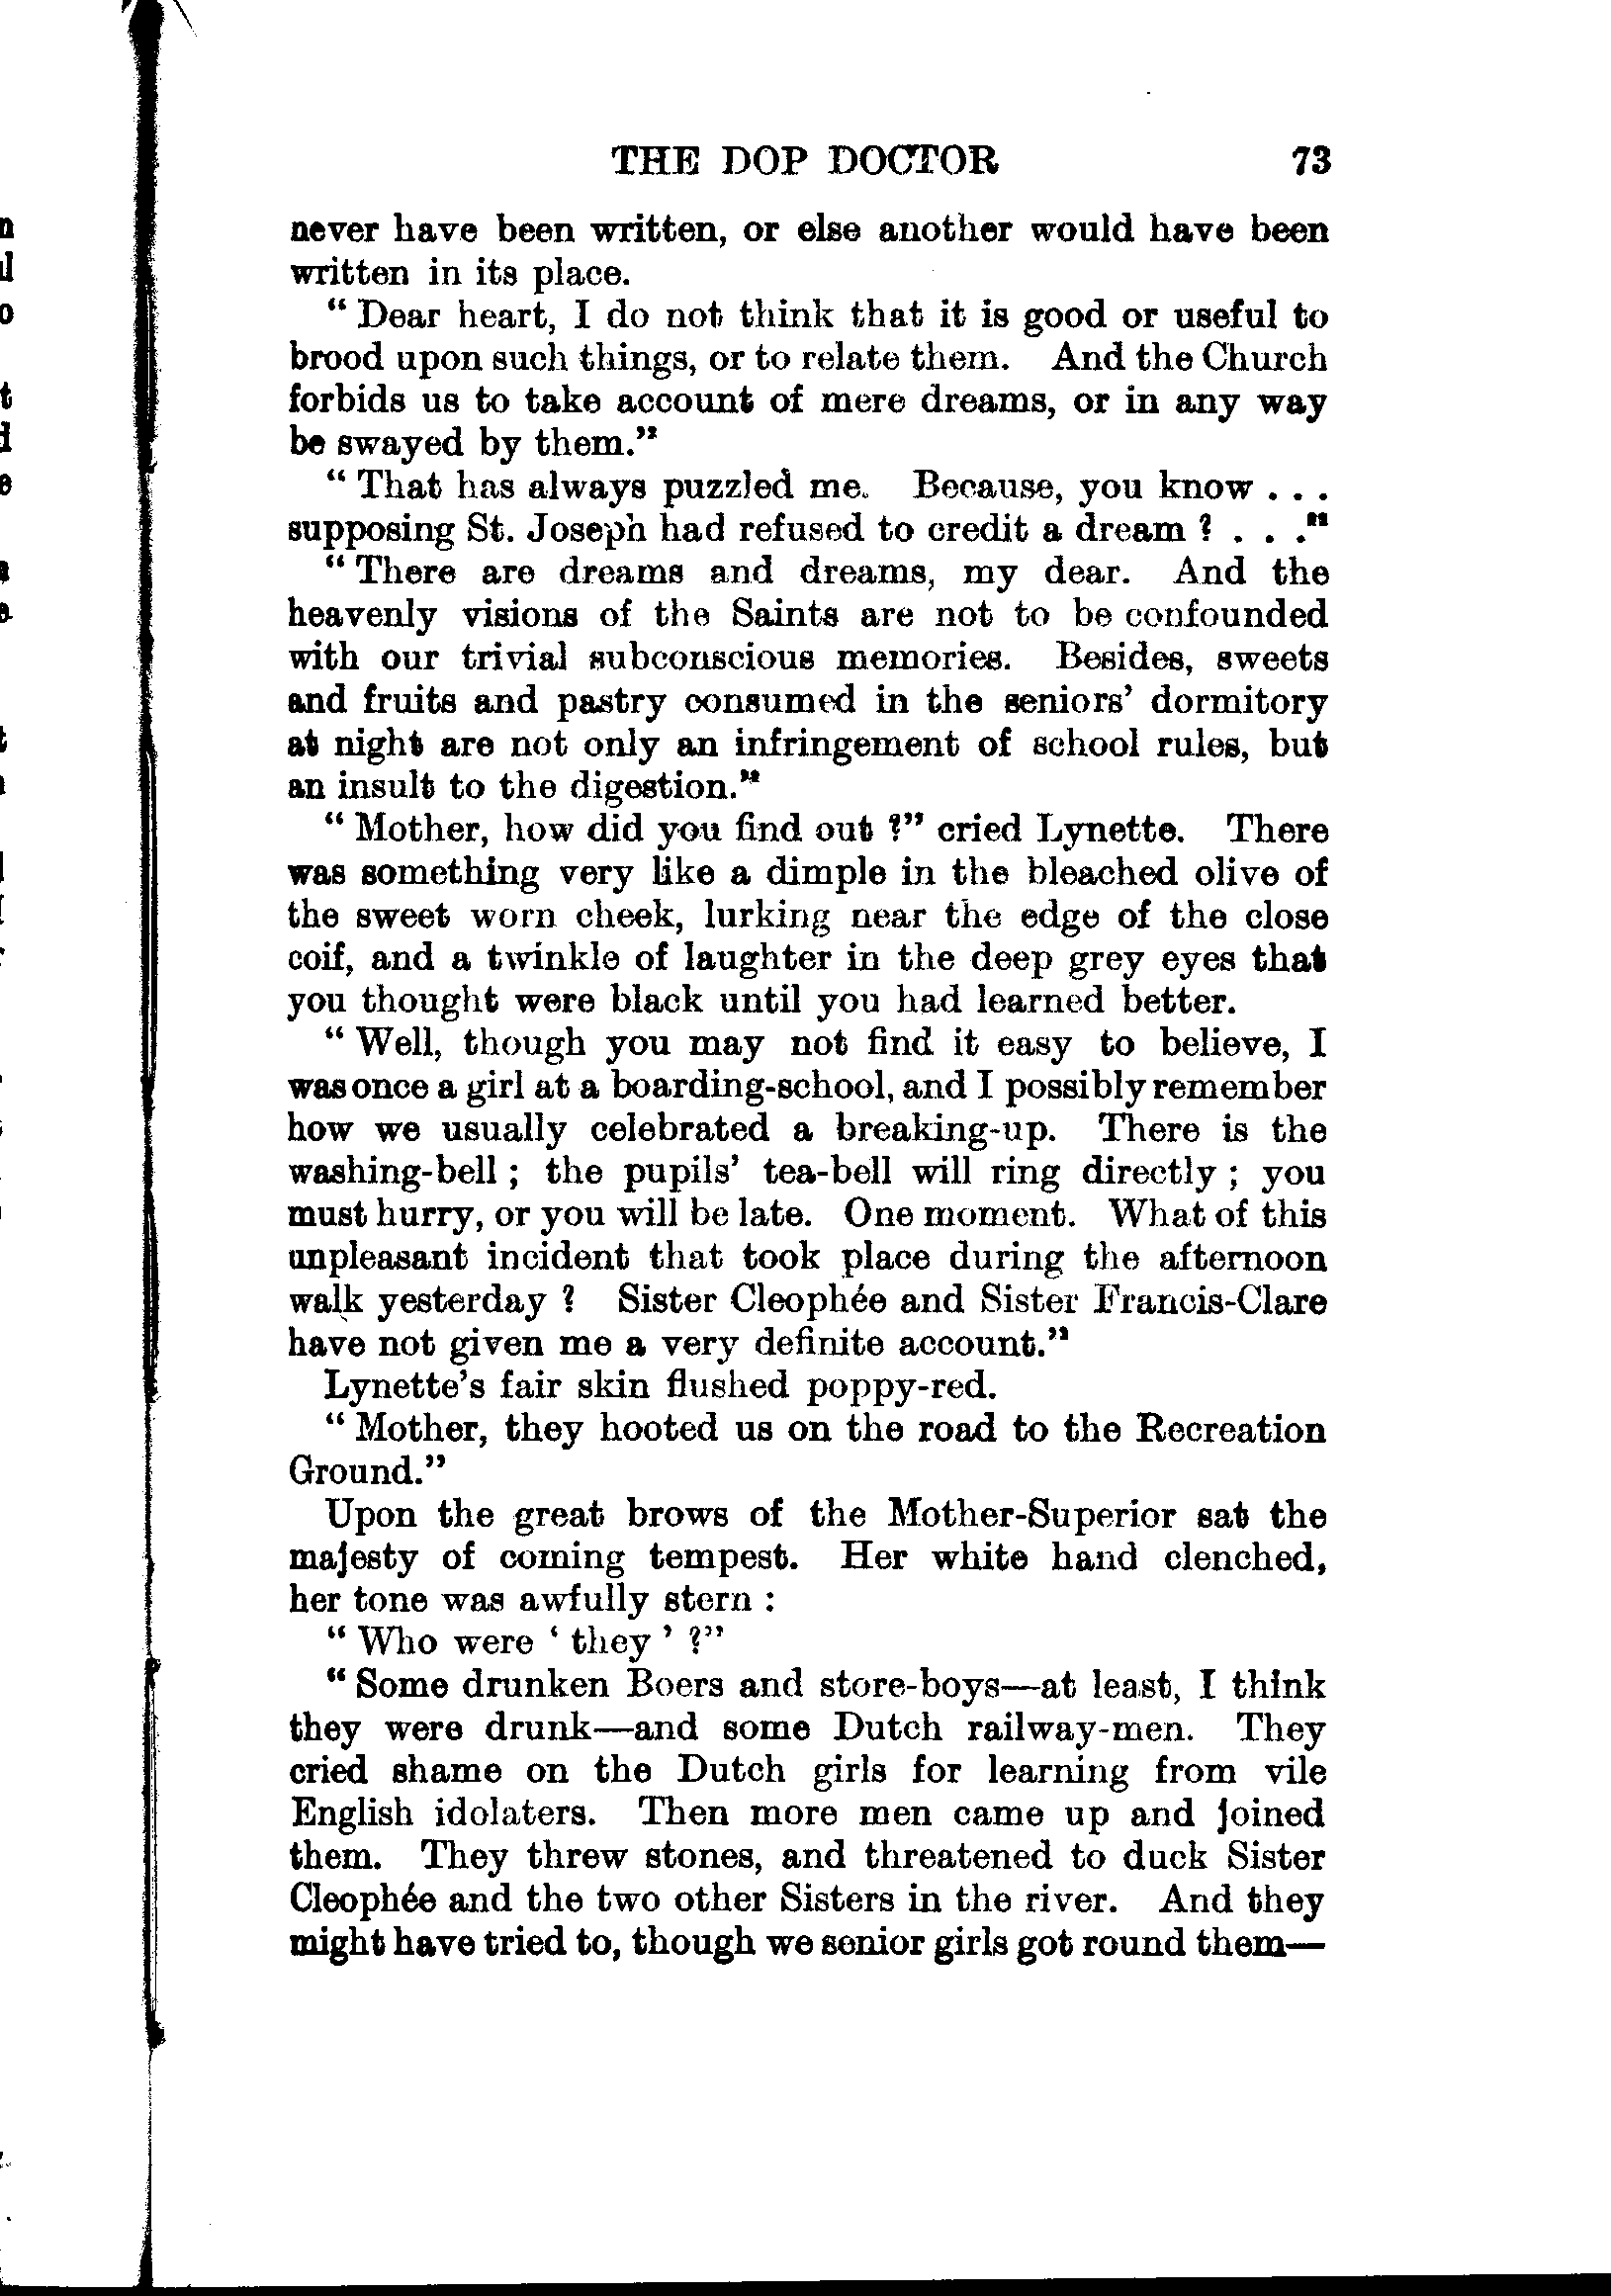 THE DOP DOCTOR 73
never have been written, or else another would have been
written in its place.
“ Dear heart, I do not think that it is good or useful to
brood upon such things, or to relate them. And the Church
forbids us to take account of mere dreams, or in any way
be swayed by them.”
“ That has always puzzled me. Because, you know . . .
supposing St. Joseph had refused to credit a dream ? . . .”
“ There are dreams and dreams, my dear. And the
heavenly visions of the Saints are not to be confounded
with our trivial subconscious memories. Besides, sweets
and fruits and pastry consumed in the seniors’ dormitory
at night are not only an infringement of school rules, but
an insult to the digestion.”
“ Mother, how did you find out ?” cried Lynette. There
was something very like a dimple in the bleached olive of
the sweet worn cheek, lurking near the edge of the close
coif, and a twinkle of laughter in the deep grey eyes that
you thought were black until you had learned better.
“ Well, though you may not find it easy to believe, I
was once a girl at a boarding-school, and I possibly remember
how we usually celebrated a breaking-up. There is the
washing-bell ; the pupils’ tea-bell will ring directly ; you
must hurry, or you will be late. One moment. What of this
unpleasant incident that took place during the afternoon
walk yesterday ? Sister Cleophée and Sister Francis-Clare
have not given me a very definite account.”
Lynette’s fair skin flushed poppy-red.
“ Mother, they hooted us on the road to the Recreation
Ground.”
Upon the great brows of the Mother-Superior sat the
majesty of coming tempest. Her white hand clenched,
her tone was awfully stern :
“ Who were ‘ they ’ ?”
“ Some drunken Boers and store-boys—at least, I think
they were drunk—and some Dutch railway-men. They
cried shame on the Dutch girls for learning from vile
English idolaters. Then more men came up and joined
them. They threw stones, and threatened to duck Sister
Cleophée and the two other Sisters in the river. And they
might have tried to, though we senior girls got round them—